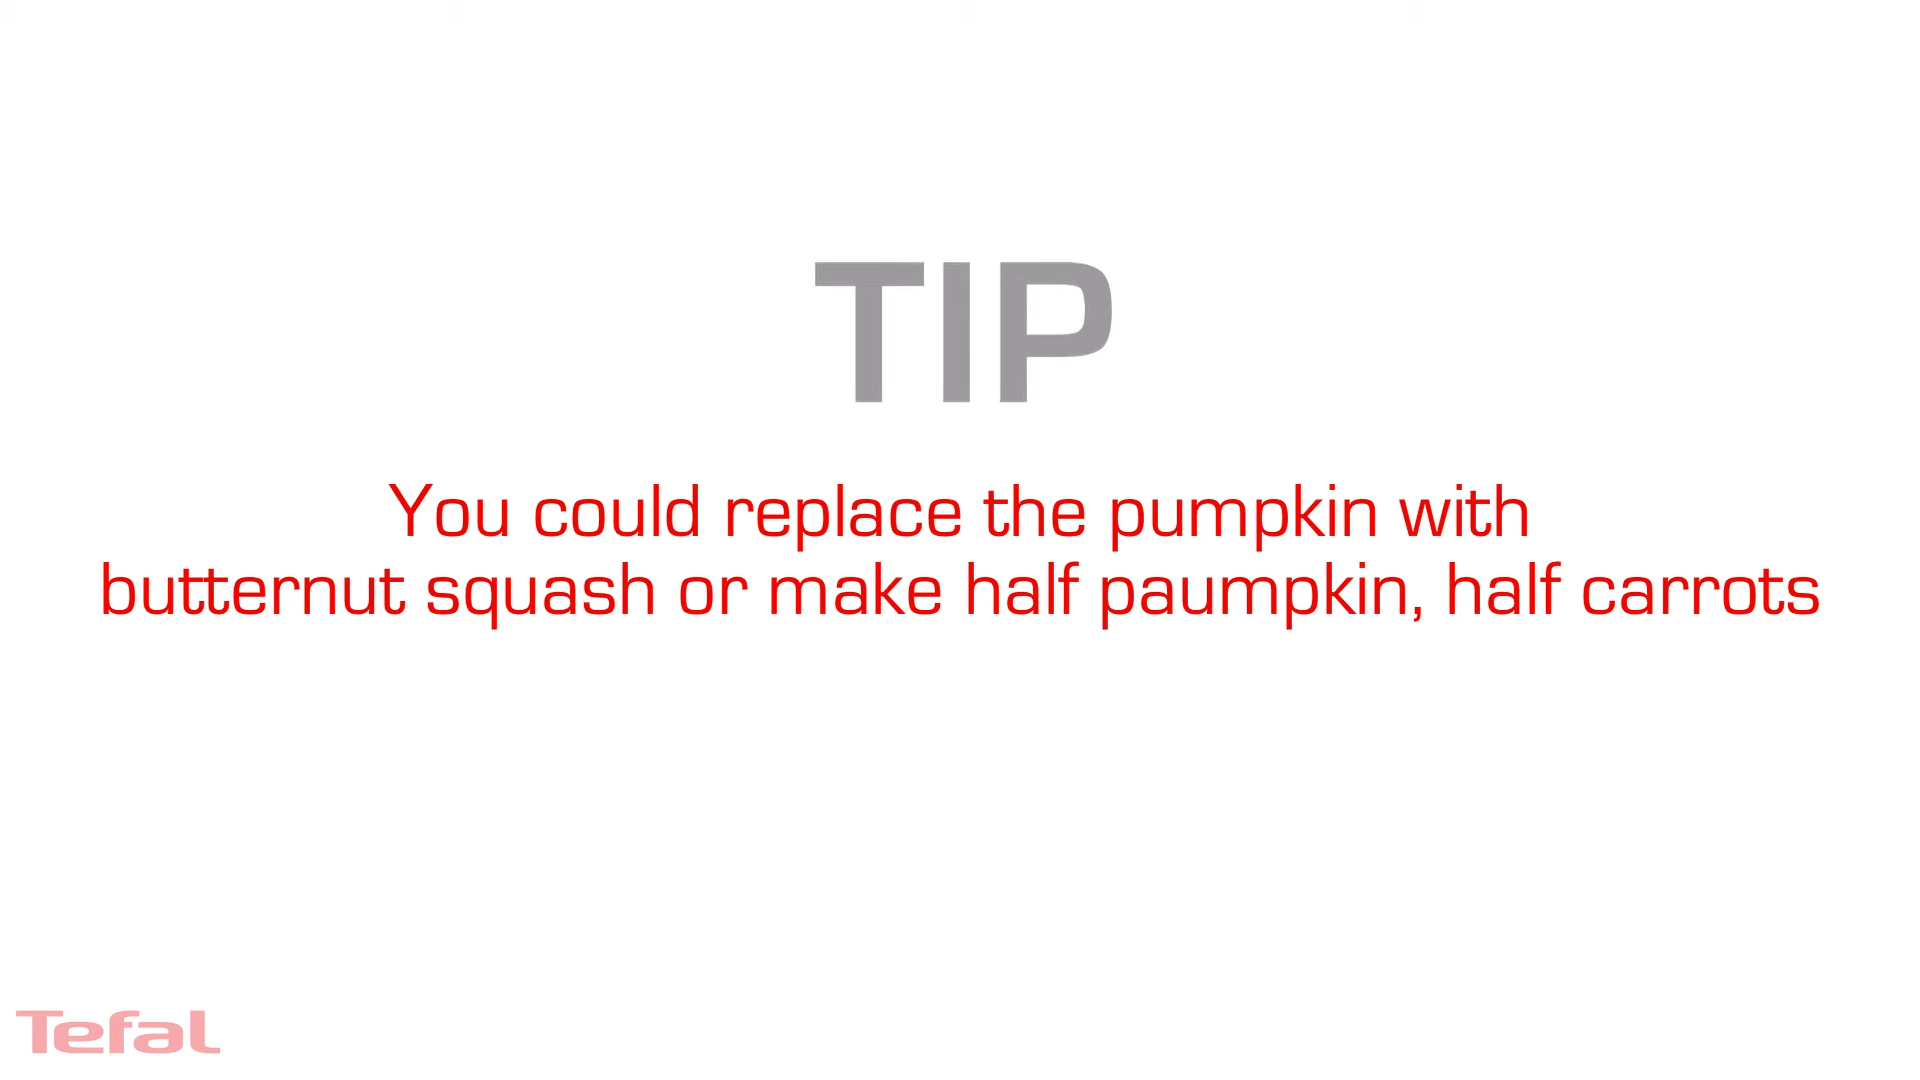 TIP
You could replace the pumpkin with
butternut squash or make half paumpkin, half carrots
Tefal